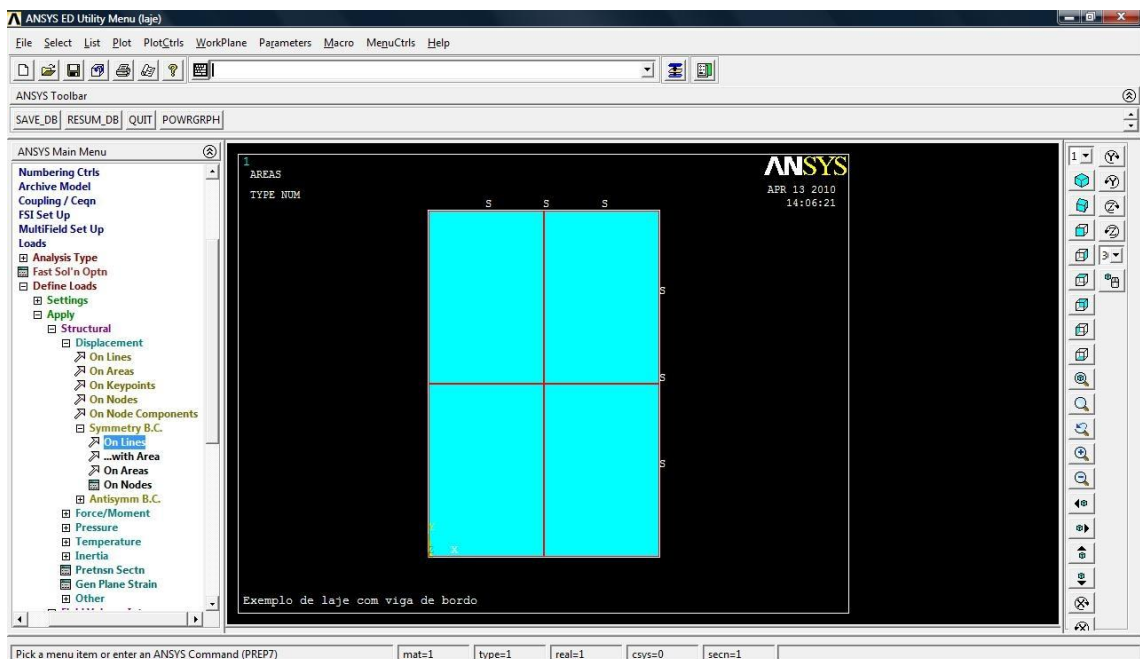 ANSYS ED Utility Menu (laje)
File Select List Plot PlotCtrls WorkPlane Parameters Macro MenuCtrls Help
ANSYS Toolbar
SAVE_DB RESUM_DB QUIT POWRGRPH
ANSYS Main Menu
Numbering Ctrls
Archive Model
Coupling / Ceqn
FSI Set Up
MultiField Set Up
Loads
Analysis Type
Fast Sol'n Optn
Define Loads
Settings
Apply
Structural
Displacement
On Lines
On Areas
On Keypoints
On Nodes
On Node Components
Symmetry B.C.
On Lines
...with Area
On Areas
On Nodes
Antisymm B.C.
Force/Moment
Pressure
Temperature
Inertia
Pretnsn Sectn
Gen Plane Strain
Other
1
AREAS
TYPE NUM
ANSYS
APR 13 2010
14:06:21
S S S
S
S
S
X
Exemplo de laje com viga de bordo
1
Pick a menu item or enter an ANSYS Command (PREP7) mat=1 type=1 real=1 csys=0 secn=1